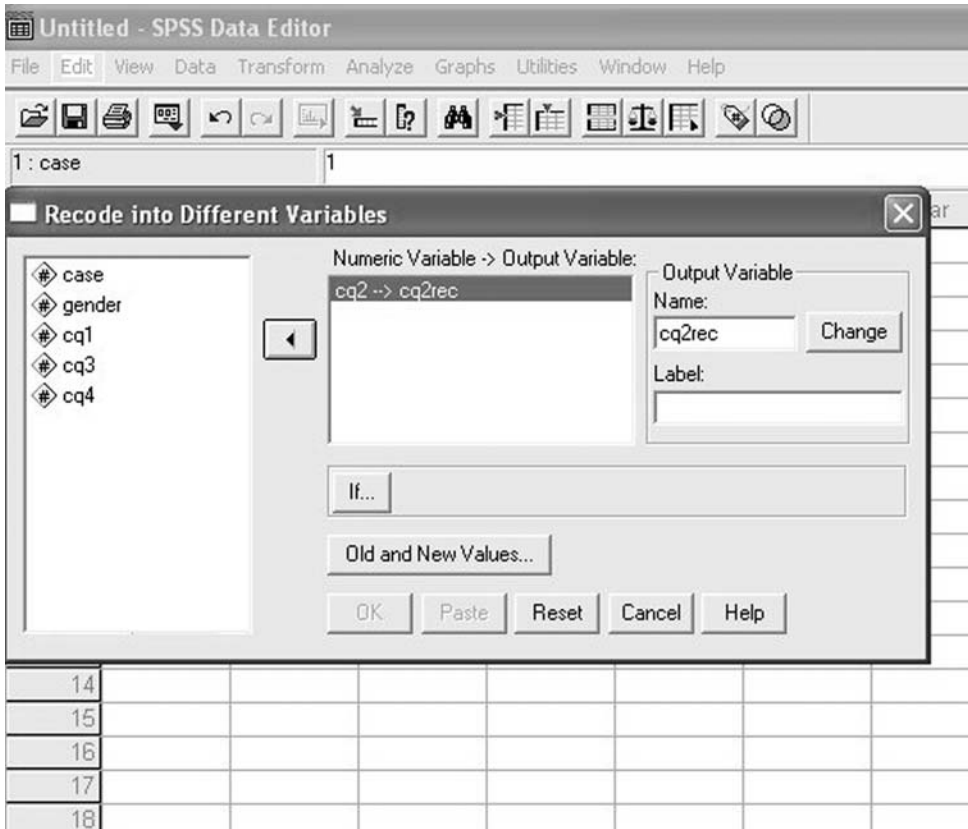 Untitled - SPSS Data Editor
File Edit View Data Transform Analyze Graphs Utilities Window Help
1 : case 1
Recode into Different Variables
ar
case
gender
cq1
cq3
cq4
Numeric Variable -> Output Variable:
cq2 --> cq2rec
Output Variable
Name:
cq2rec Change
Label:
If...
Old and New Values...
OK Paste Reset Cancel Help
14
15
16
17
18